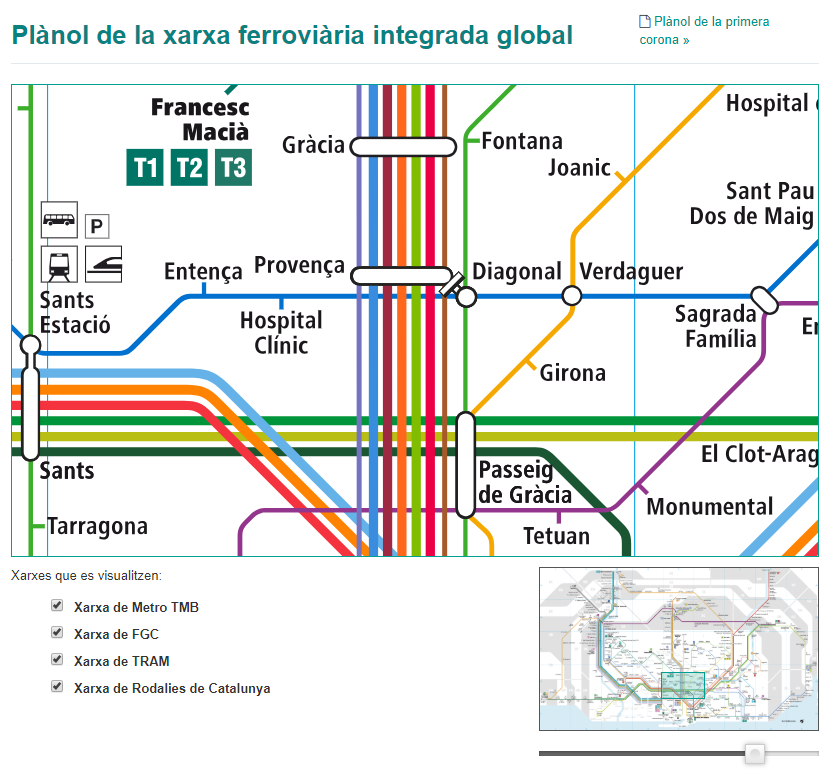 Plànol de la xarxa ferroviària integrada global
Plànol de la primera
corona »
Francesc
Macià
T1 T2 T3
Gràcia
Fontana
Hospital
Joanic
Sant Pau
Dos de Maig
P
Entença
Provença
Diagonal
Verdaguer
Sants
Estació
Hospital
Clínic
Sagrada
Família
Girona
El Clot-Arag
Sants
Passeig
de Gràcia
Monumental
Tarragona
Tetuan
Xarxes que es visualitzen:
Xarxa de Metro TMB
Xarxa de FGC
Xarxa de TRAM
Xarxa de Rodalies de Catalunya